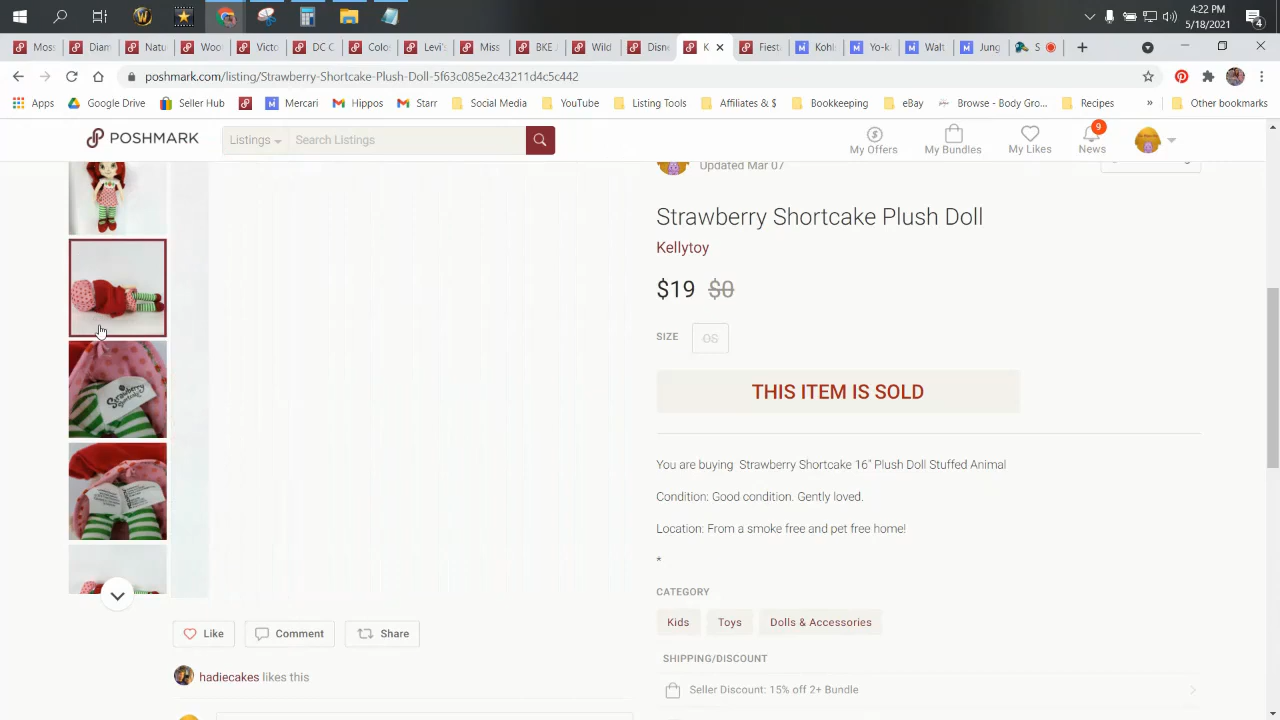 4:22 PM
5/18/2021
4
Moss Diam Natu Woo Victo DC C Colo Levi' Miss BKE Wild Disne K Fiest Kohl Yo-k Walt Jung S
poshmark.com/listing/Strawberry-Shortcake-Plush-Doll-5f63c085e2c43211d4c5c442
Apps Google Drive Seller Hub Mercari Hippos Starr Social Media YouTube Listing Tools Affiliates & $ Bookkeeping eBay Browse - Body Gro... Recipes » Other bookmarks
POSHMARK Listings Search Listings My Offers My Bundles My Likes 9 News
Updated Mar 07
Strawberry Shortcake Plush Doll
Kellytoy
$19 $0
SIZE OS
THIS ITEM IS SOLD
Strawberry Shortcake
You are buying Strawberry Shortcake 16" Plush Doll Stuffed Animal
Condition: Good condition. Gently loved.
Location: From a smoke free and pet free home!
*
CATEGORY
Kids Toys Dolls & Accessories
Like Comment Share
SHIPPING/DISCOUNT
hadiecakes likes this
Seller Discount: 15% off 2+ Bundle